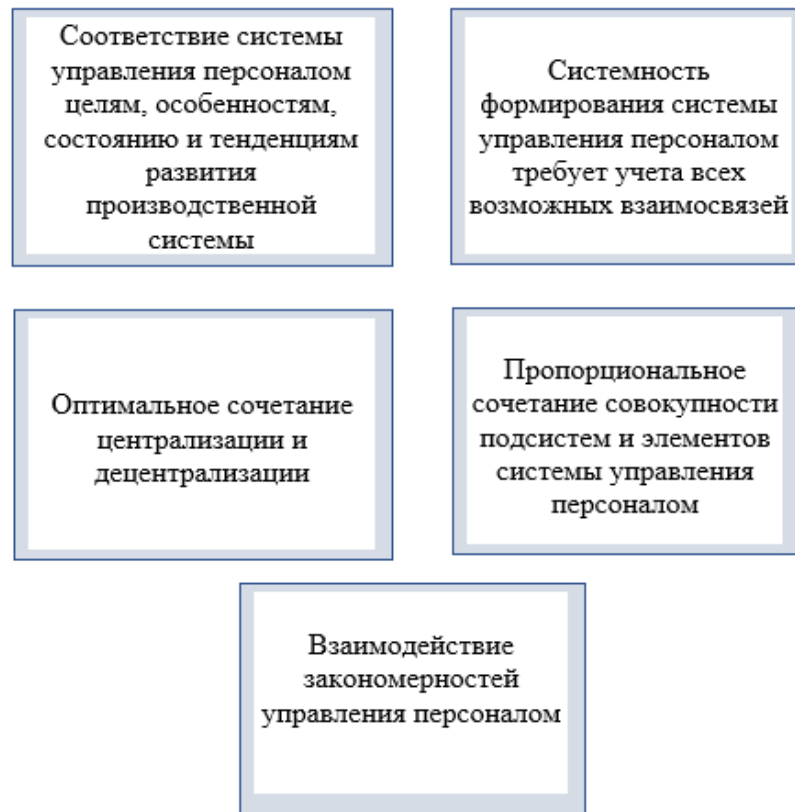 Соответствие системы
управления персоналом
целям, особенностям,
состоянию и тенденциям
развития
производственной
системы
Системность
формирования системы
управления персоналом
требует учета всех
возможных взаимосвязей
Оптимальное сочетание
централизации и
децентрализации
Пропорциональное
сочетание совокупности
подсистем и элементов
системы управления
персоналом
Взаимодействие
закономерностей
управления персоналом